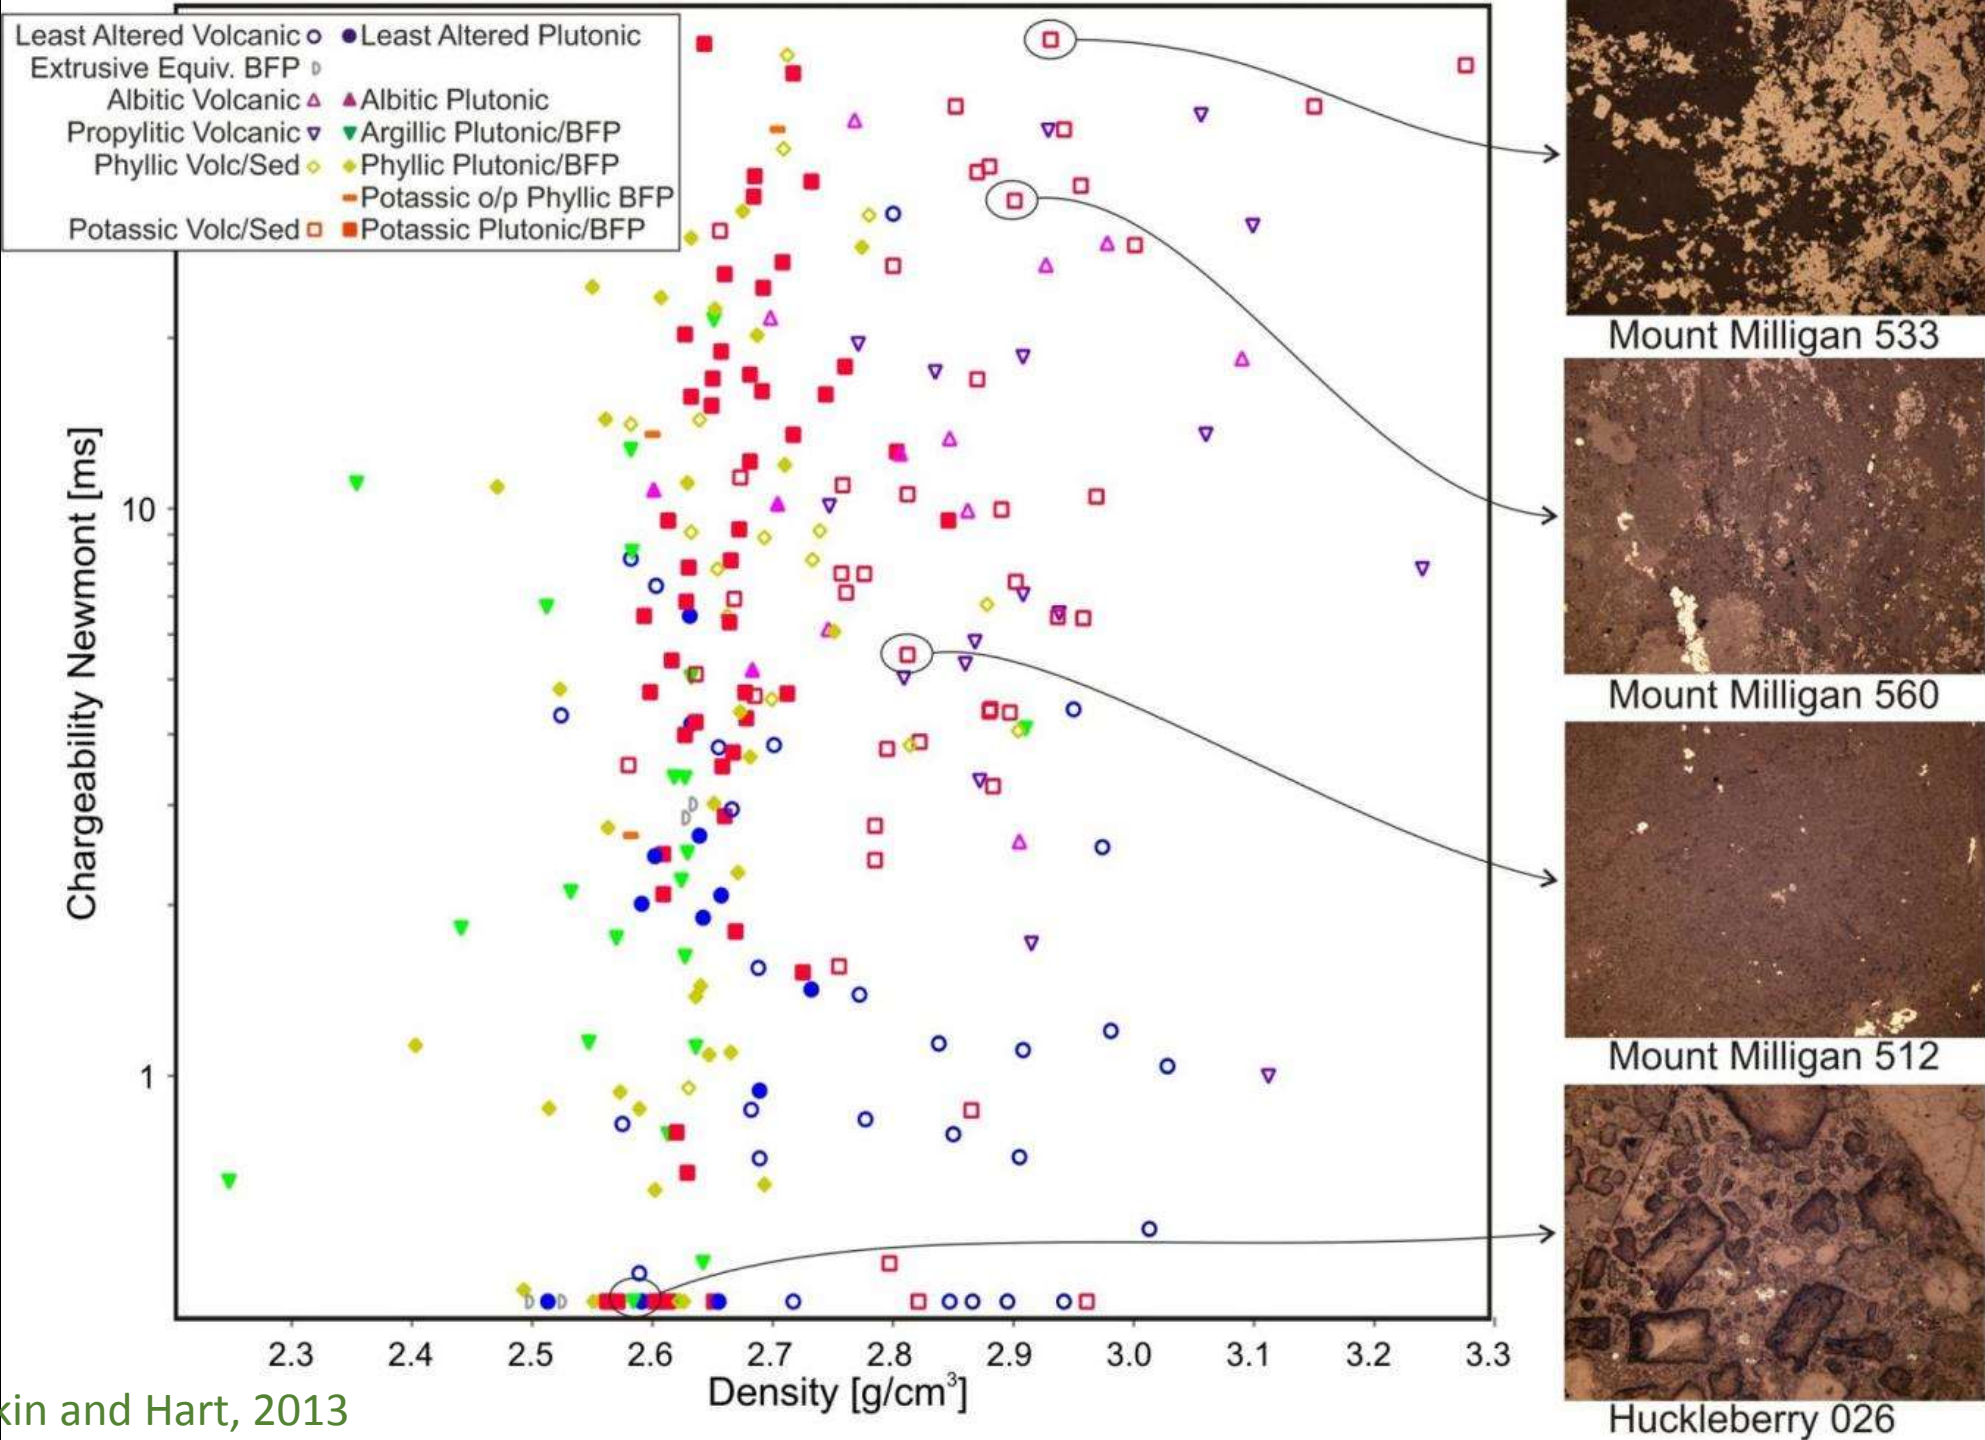 Least Altered Volcanic Least Altered Plutonic
Extrusive Equiv. BFP
Albitic Volcanic Albitic Plutonic
Propylitic Volcanic Argillic Plutonic/BFP
Phyllic Volc/Sed Phyllic Plutonic/BFP
Potassic o/p Phyllic BFP
Potassic Volc/Sed Potassic Plutonic/BFP
Chargeability Newmont [ms]
10
1
2.3 2.4 2.5 2.6 2.7 2.8 2.9 3.0 3.1 3.2 3.3
Density [g/cm³]
Mount Milligan 533
Mount Milligan 560
Mount Milligan 512
Huckleberry 026
kin and Hart, 2013